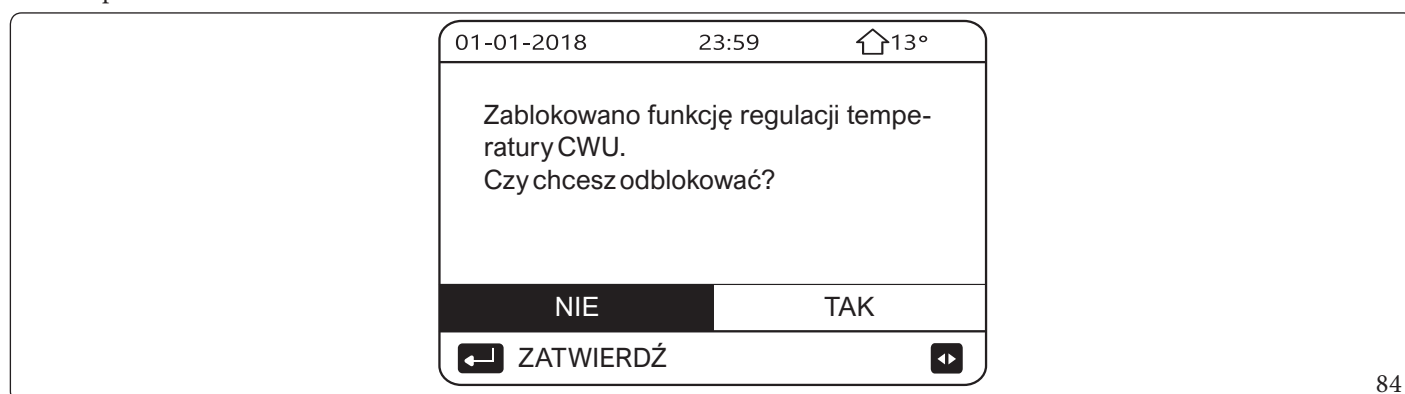 01-01-2018 23:59 13°
Zablokowano funkcję regulacji tempe-
ratury CWU.
Czy chcesz odblokować?
NIE TAK
ZATWIERDŹ
84